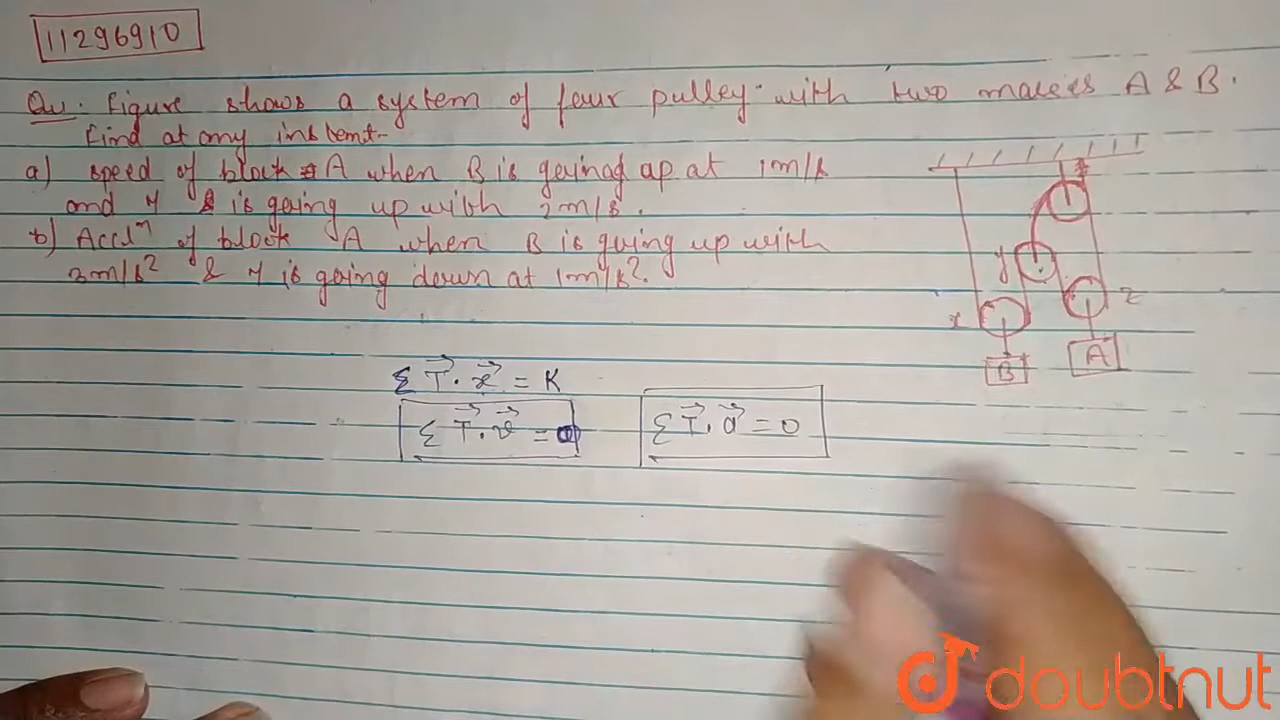 11296910
Qu. Figure shows a system of four pulley with two masses A & B.
Find at any instent
a) speed of block A when B is going up at 1m/s
and y is going up with 2m/s.
b) Accl^n of block A when B is going up with
3m/s² & y is going down at 1m/s².
y
x
z
B
A
Σ T⃗ . x⃗ = K
Σ T⃗ . v⃗ = 0
Σ T⃗ . a⃗ = 0
doubtnut